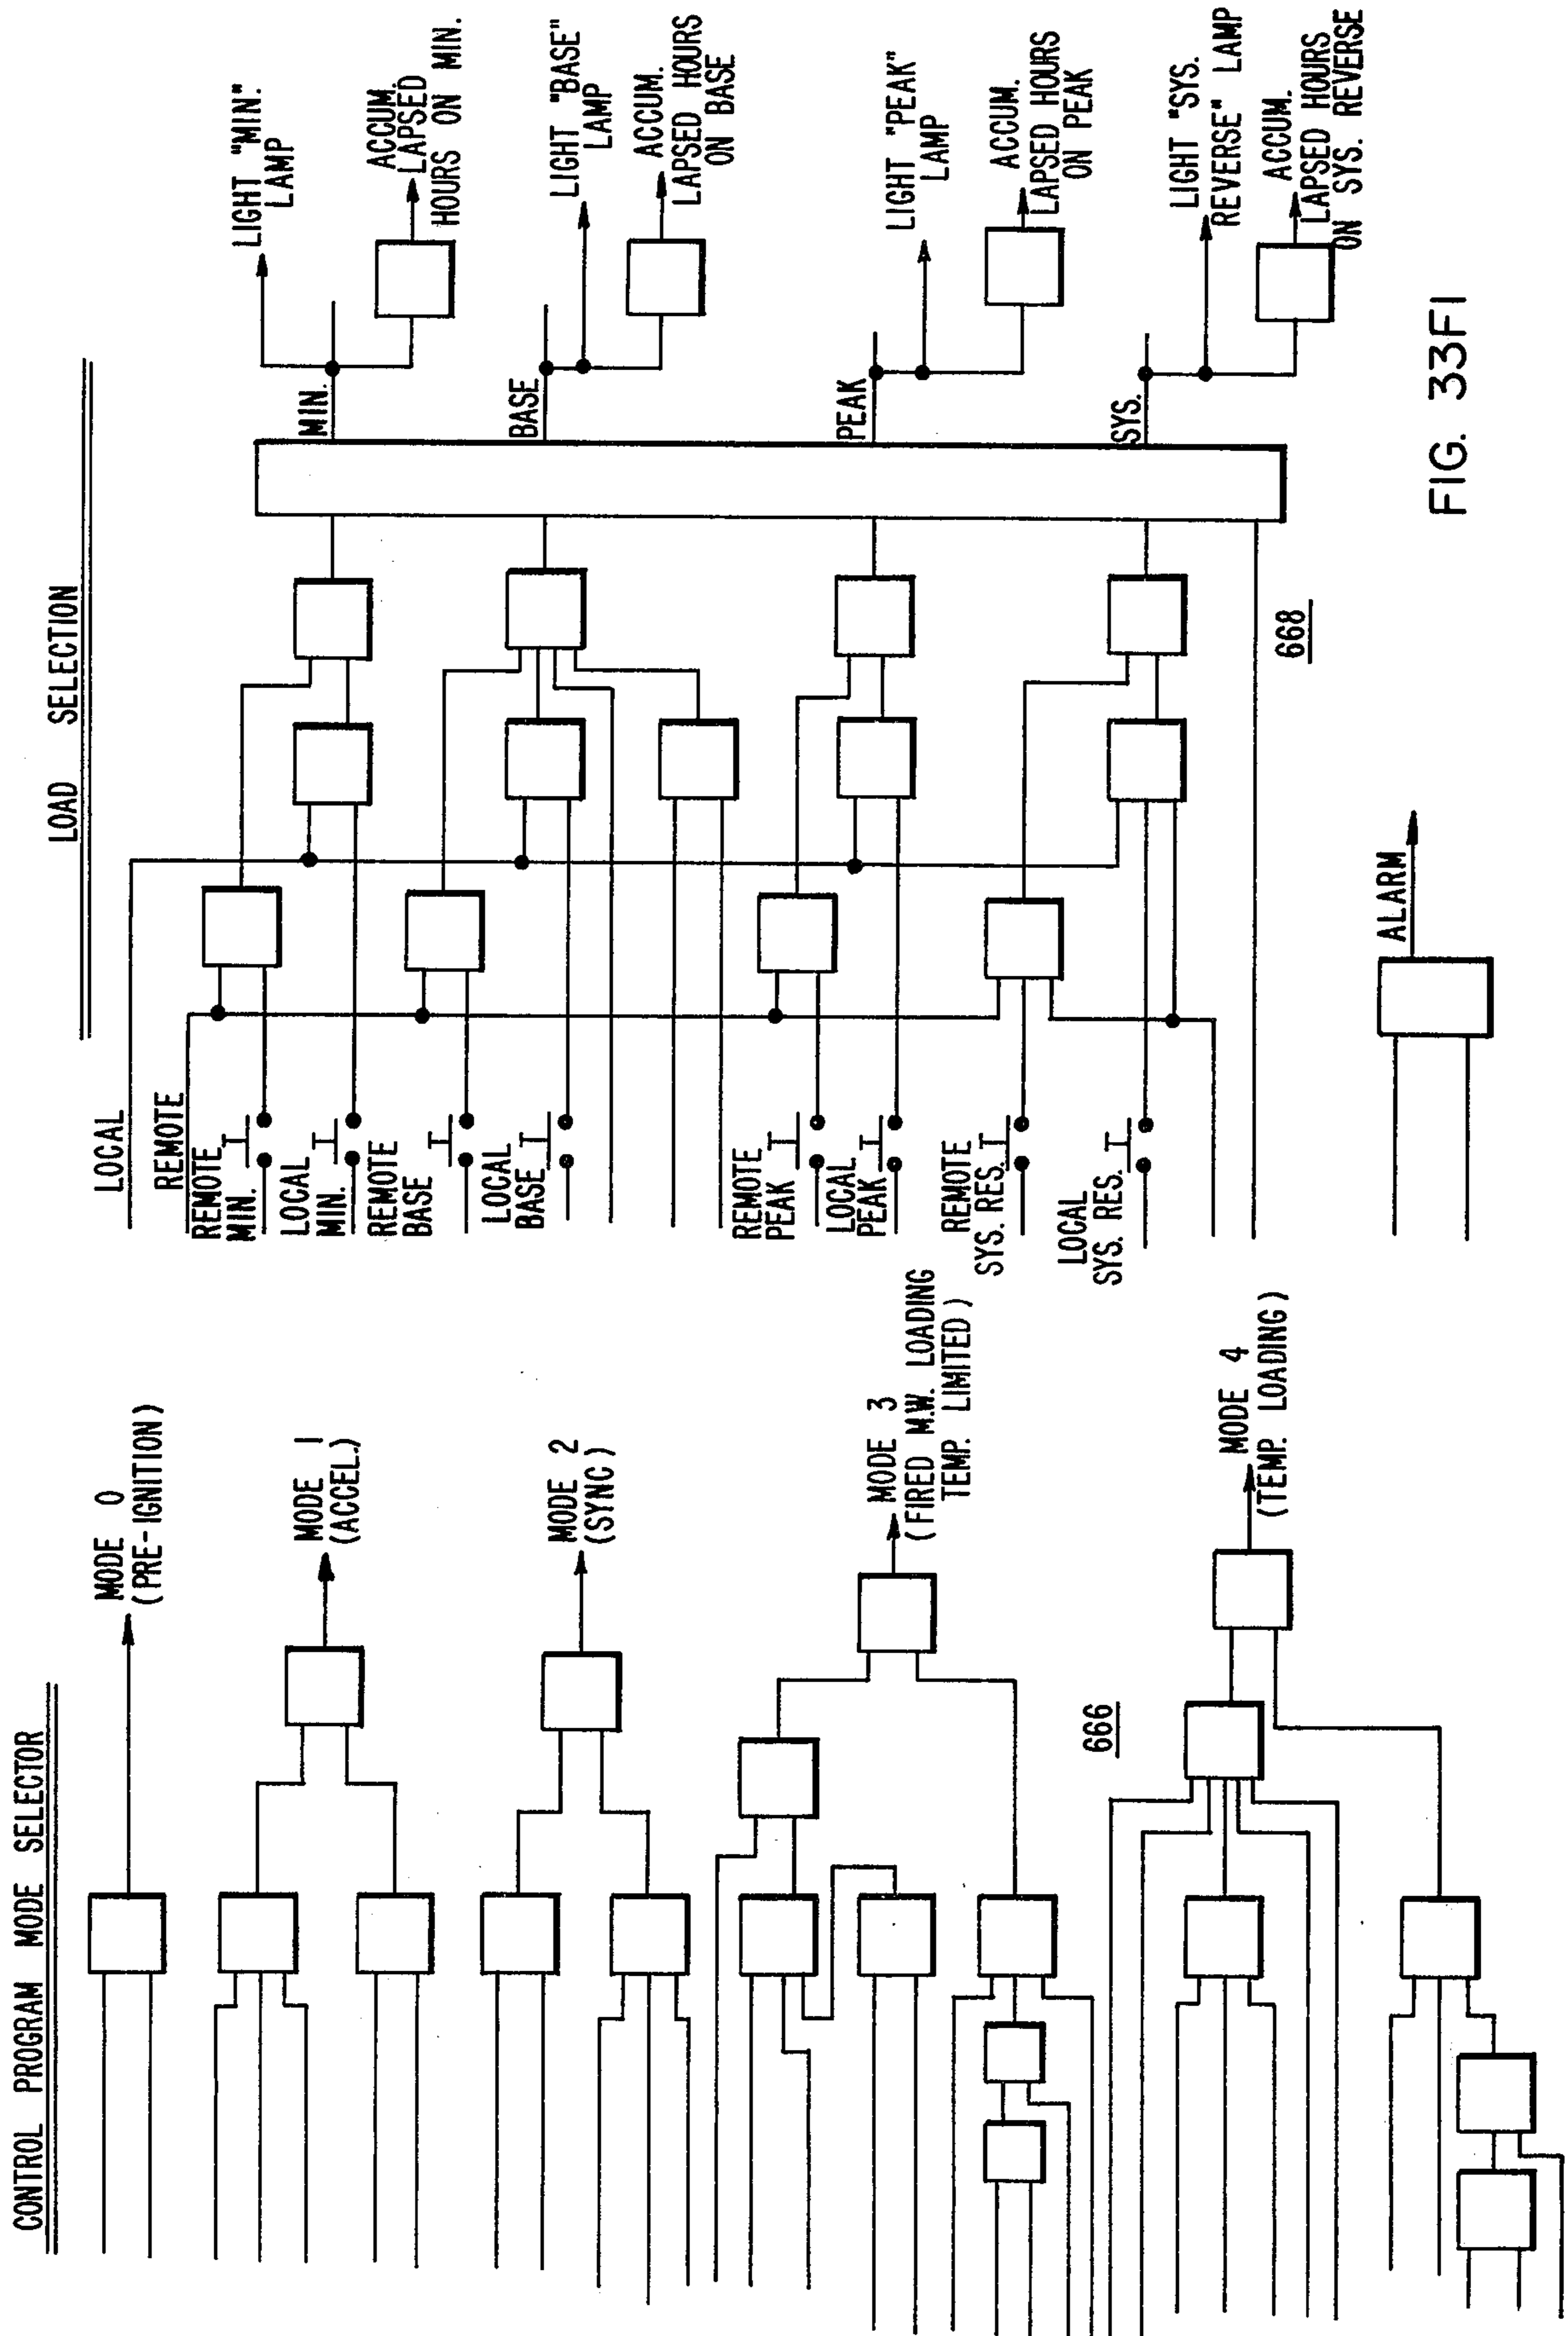 CONTROL PROGRAM MODE SELECTOR
MODE 0
(PRE-IGNITION)
MODE 1
(ACCEL.)
MODE 2
(SYNC)
MODE 3
(FIRED M.W. LOADING
TEMP. LIMITED)
666
MODE 4
(TEMP. LOADING)
LOAD SELECTION
LOCAL
REMOTE
REMOTE
MIN.
LOCAL
MIN.
REMOTE
BASE
LOCAL
BASE
REMOTE
PEAK
LOCAL
PEAK
REMOTE
SYS. RES.
LOCAL
SYS. RES.
MIN.
BASE
PEAK
SYS.
LIGHT "MIN."
LAMP
ACCUM.
LAPSED
HOURS ON MIN.
LIGHT "BASE"
LAMP
ACCUM.
LAPSED HOURS
ON BASE
LIGHT "PEAK"
LAMP
ACCUM.
LAPSED HOURS
ON PEAK
LIGHT "SYS.
REVERSE" LAMP
ACCUM.
LAPSED HOURS
ON SYS. REVERSE
668
ALARM
FIG. 33F1